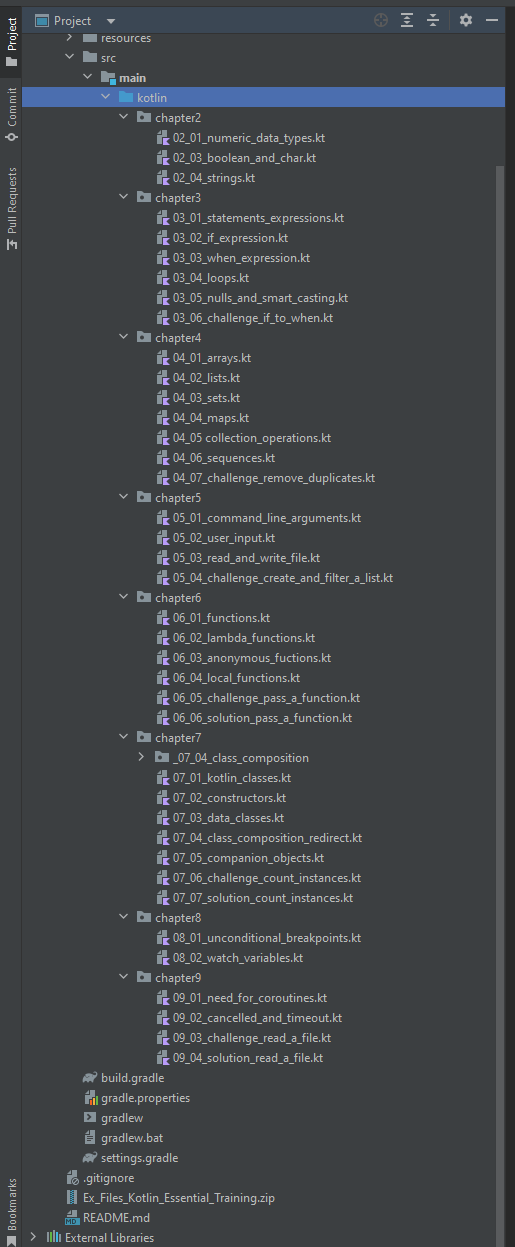 Project
resources
src
main
kotlin
chapter2
02_01_numeric_data_types.kt
02_03_boolean_and_char.kt
02_04_strings.kt
chapter3
03_01_statements_expressions.kt
03_02_if_expression.kt
03_03_when_expression.kt
03_04_loops.kt
03_05_nulls_and_smart_casting.kt
03_06_challenge_if_to_when.kt
chapter4
04_01_arrays.kt
04_02_lists.kt
04_03_sets.kt
04_04_maps.kt
04_05 collection_operations.kt
04_06_sequences.kt
04_07_challenge_remove_duplicates.kt
chapter5
05_01_command_line_arguments.kt
05_02_user_input.kt
05_03_read_and_write_file.kt
05_04_challenge_create_and_filter_a_list.kt
chapter6
06_01_functions.kt
06_02_lambda_functions.kt
06_03_anonymous_fuctions.kt
06_04_local_functions.kt
06_05_challenge_pass_a_function.kt
06_06_solution_pass_a_function.kt
chapter7
_07_04_class_composition
07_01_kotlin_classes.kt
07_02_constructors.kt
07_03_data_classes.kt
07_04_class_composition_redirect.kt
07_05_companion_objects.kt
07_06_challenge_count_instances.kt
07_07_solution_count_instances.kt
chapter8
08_01_unconditional_breakpoints.kt
08_02_watch_variables.kt
chapter9
09_01_need_for_coroutines.kt
09_02_cancelled_and_timeout.kt
09_03_challenge_read_a_file.kt
09_04_solution_read_a_file.kt
build.gradle
gradle.properties
gradlew
gradlew.bat
settings.gradle
.gitignore
Ex_Files_Kotlin_Essential_Training.zip
MD README.md
External Libraries
Project
Commit
Pull Requests
Bookmarks